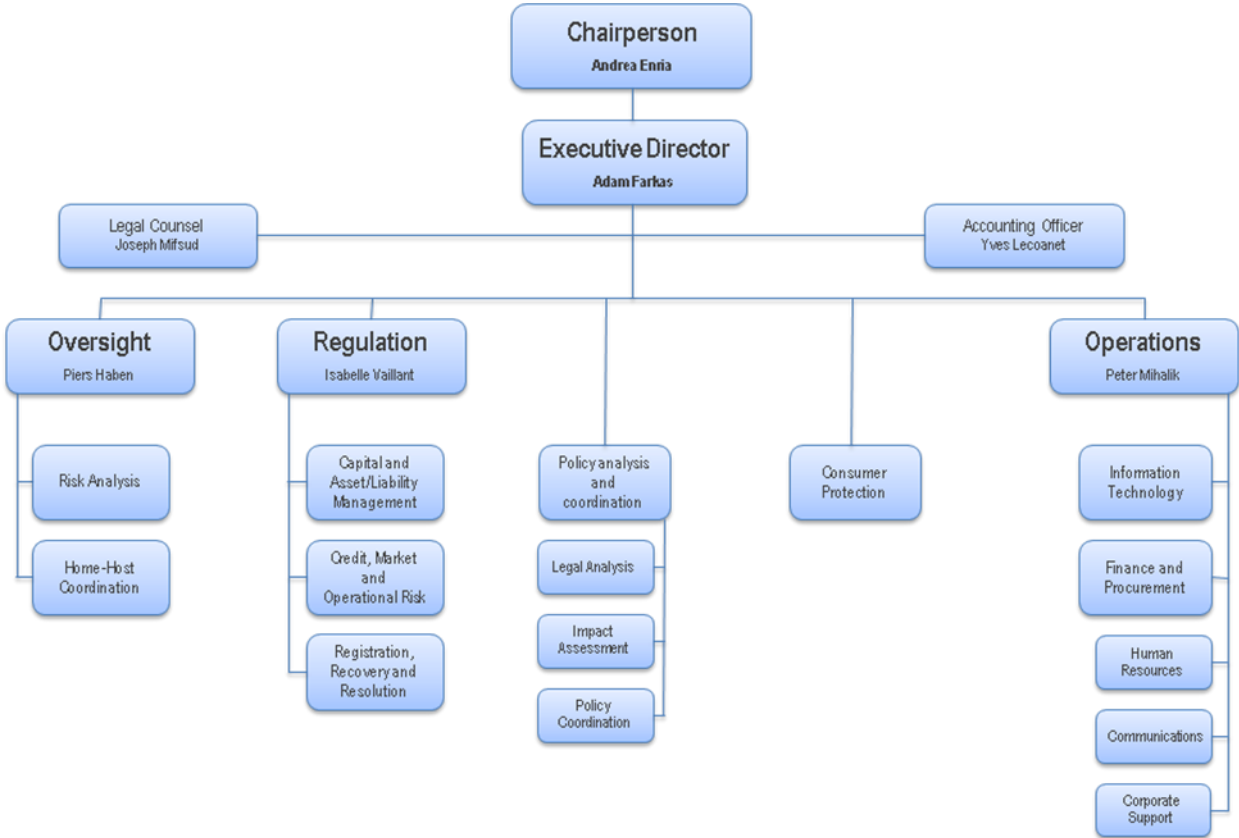 Chairperson
Andrea Enria
Executive Director
Adam Farkas
Legal Counsel
Joseph Mifsud
Accounting Officer
Yves Lecoanet
Oversight
Piers Haben
Regulation
Isabelle Vaillant
Operations
Peter Mihalik
Risk Analysis
Home-Host
Coordination
Capital and
Asset/Liability
Management
Credit, Market
and
Operational Risk
Registration,
Recovery and
Resolution
Policy analysis
and
coordination
Legal Analysis
Impact
Assessment
Policy
Coordination
Consumer
Protection
Information
Technology
Finance and
Procurement
Human
Resources
Communications
Corporate
Support